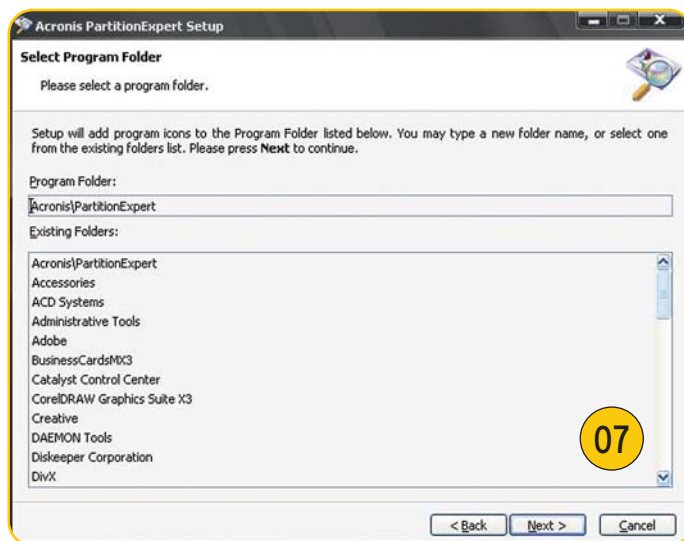 Acronis PartitionExpert Setup
Select Program Folder
Please select a program folder.
Setup will add program icons to the Program Folder listed below. You may type a new folder name, or select one
from the existing folders list. Please press Next to continue.
Program Folder:
Acronis\PartitionExpert
Existing Folders:
Acronis\PartitionExpert
Accessories
ACD Systems
Administrative Tools
Adobe
BusinessCardsMX3
Catalyst Control Center
CorelDRAW Graphics Suite X3
Creative
DAEMON Tools
Diskeeper Corporation
DivX
07
< Back Next > Cancel